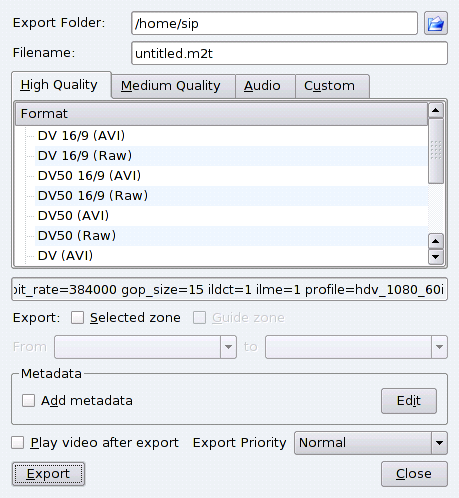 Export Folder: /home/sip
Filename: untitled.m2t
High Quality Medium Quality Audio Custom
Format
DV 16/9 (AVI)
DV 16/9 (Raw)
DV50 16/9 (AVI)
DV50 16/9 (Raw)
DV50 (AVI)
DV50 (Raw)
DV (AVI)
bit_rate=384000 gop_size=15 ildct=1 ilme=1 profile=hdv_1080_60i
Export: Selected zone Guide zone
From to
Metadata
Add metadata Edit
Play video after export Export Priority Normal
Export Close